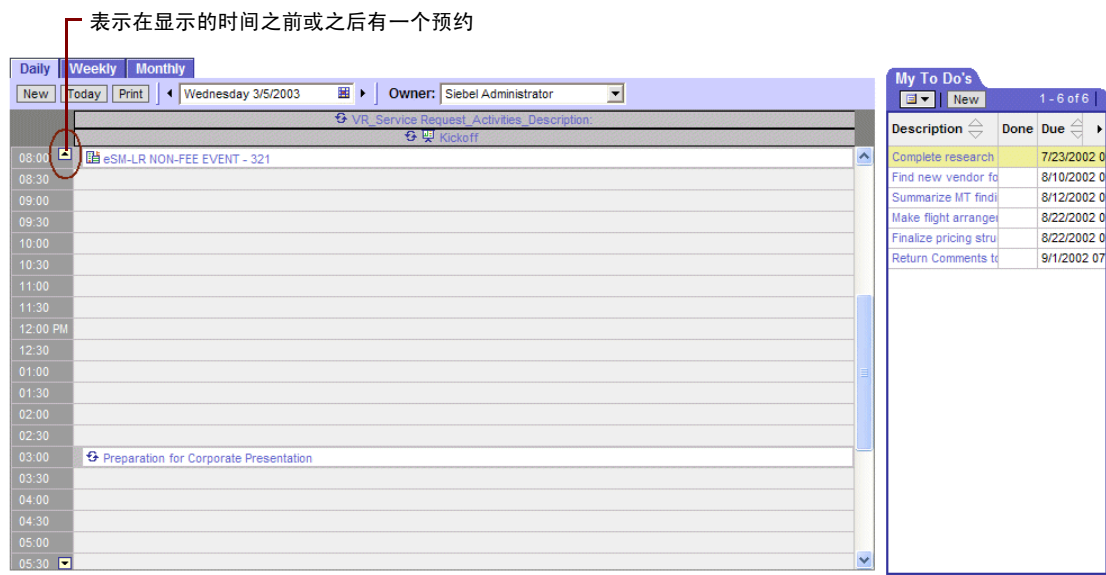 表示在显示的时间之前或之后有一个预约
Daily Weekly Monthly
New Today Print Wednesday 3/5/2003 Owner: Siebel Administrator
VR_Service Request_Activities_Description:
Kickoff
08:00 eSM-LR NON-FEE EVENT - 321
08:30
09:00
09:30
10:00
10:30
11:00
11:30
12:00 PM
12:30
01:00
01:30
02:00
02:30
03:00 Preparation for Corporate Presentation
03:30
04:00
04:30
05:00
05:30
My To Do's
New 1 - 6 of 6
Description Done Due
Complete research 7/23/2002 0
Find new vendor fo 8/10/2002 0
Summarize MT findi 8/12/2002 0
Make flight arranger 8/22/2002 0
Finalize pricing stru 8/22/2002 0
Return Comments to 9/1/2002 07